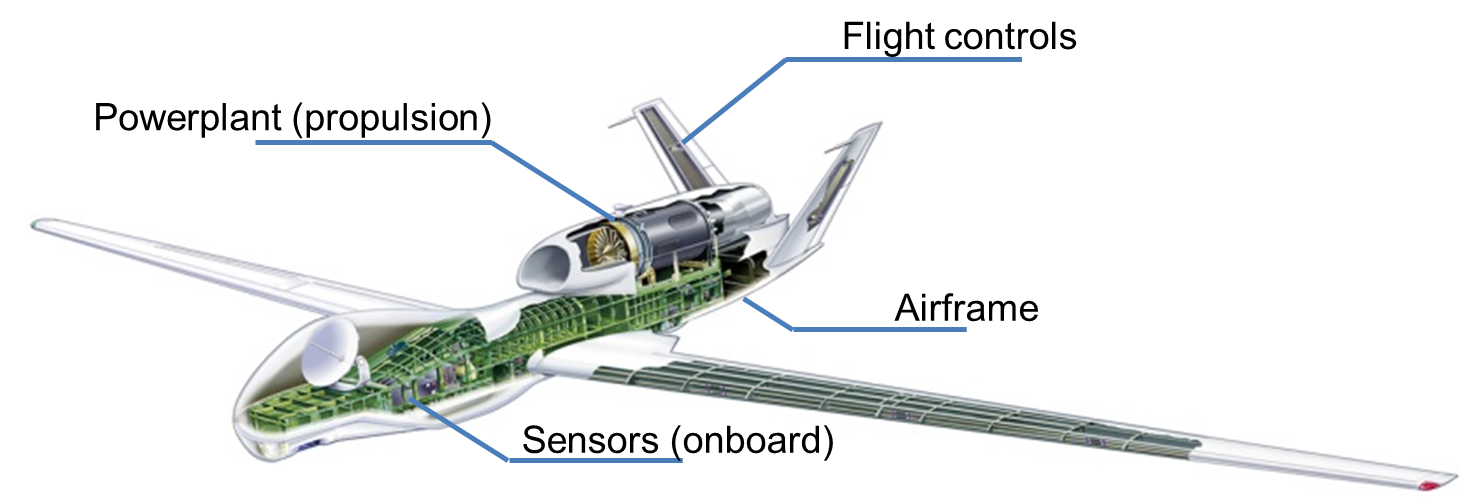 Flight controls
Powerplant (propulsion)
Airframe
Sensors (onboard)